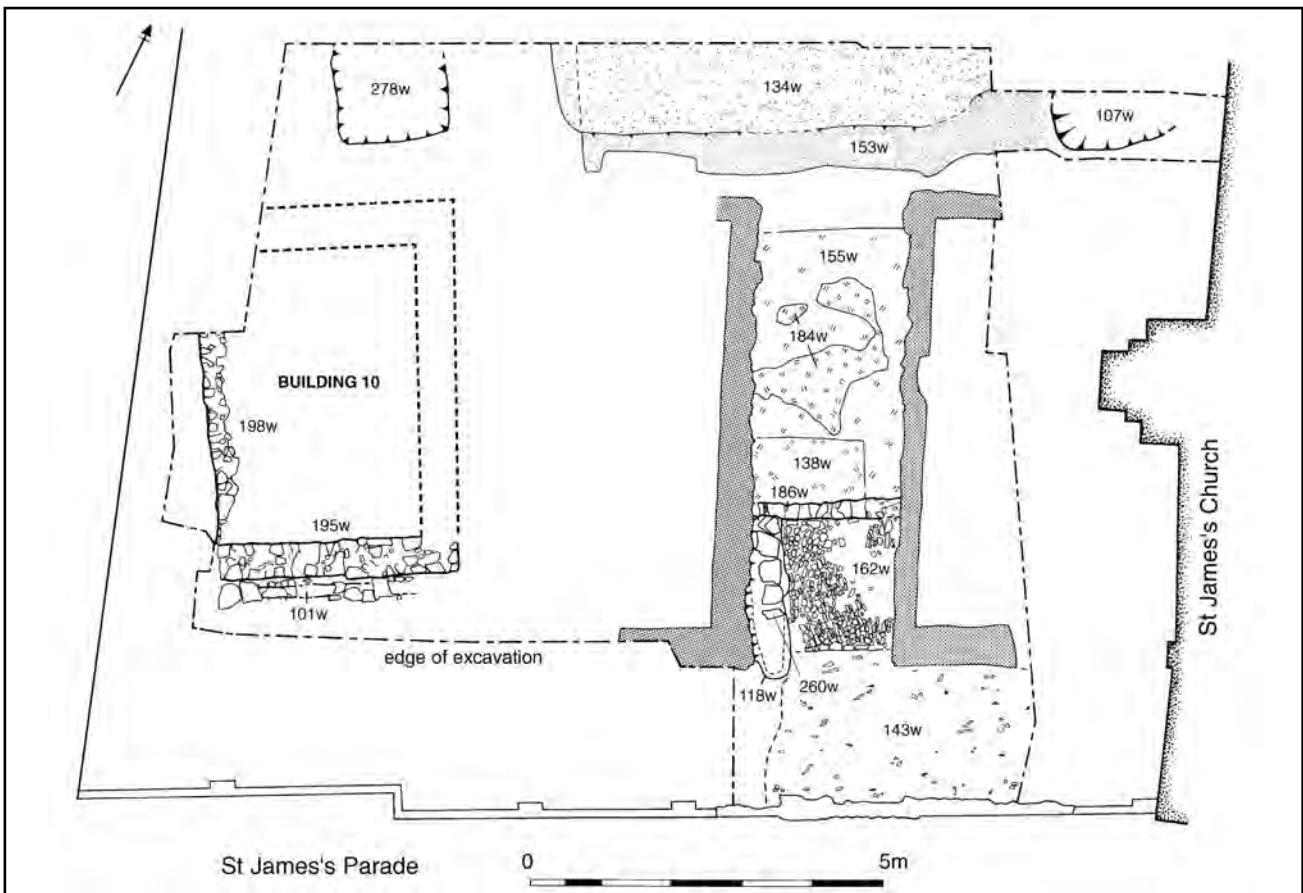 278w
134w
107w
153w
155w
184w
BUILDING 10
198w
138w
186w
195w
162w
101w
edge of excavation
118w
260w
143w
St James's Church
St James's Parade
0
5m